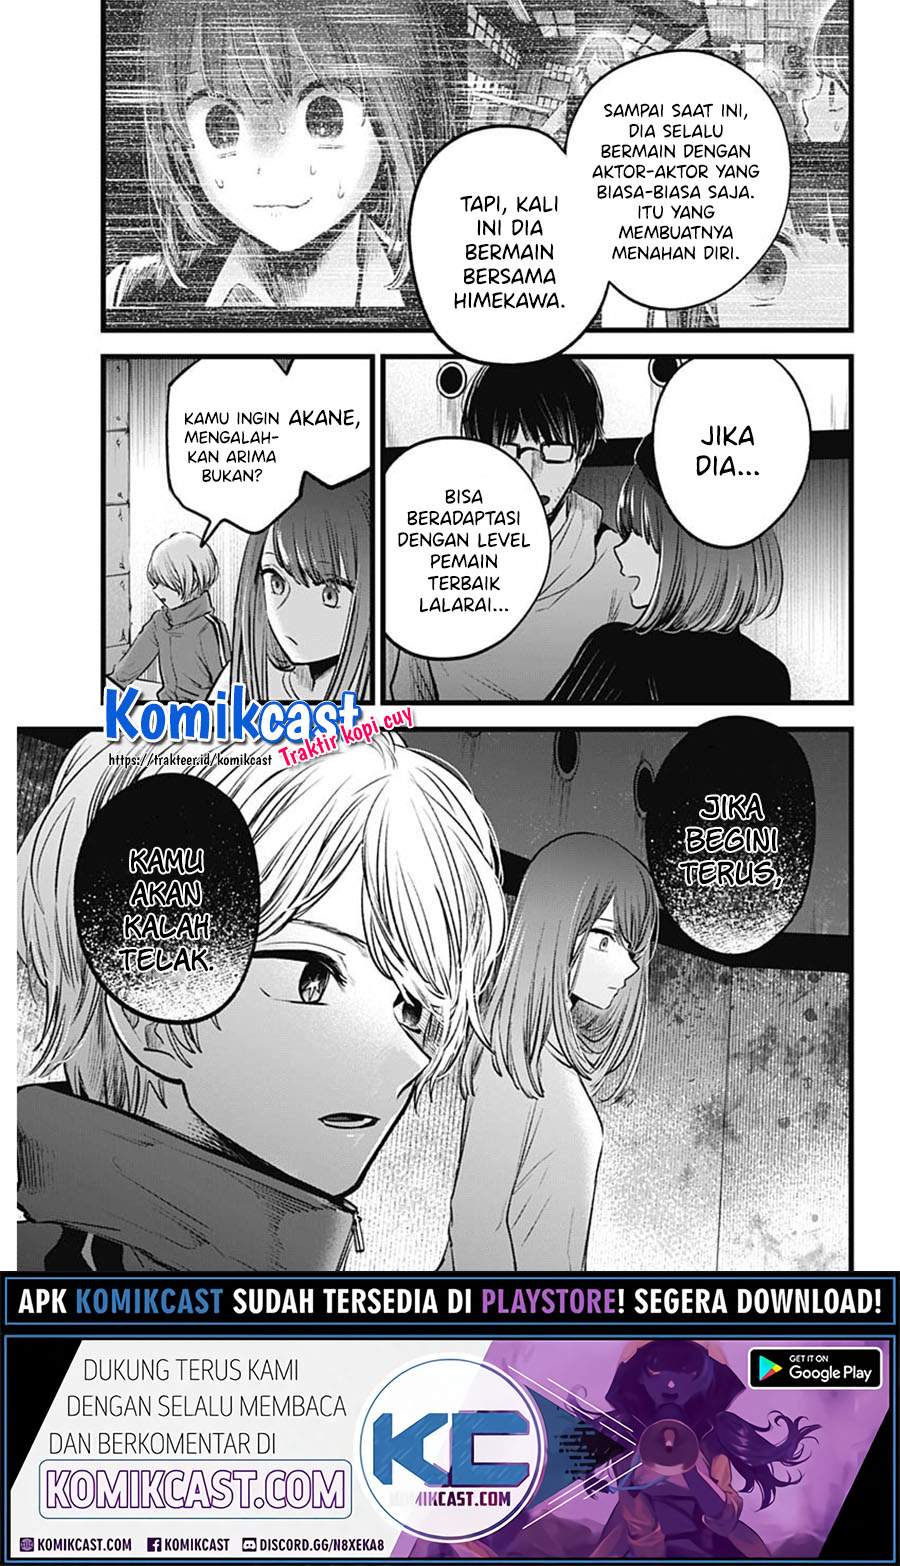 SAMPAI SAAT INI,
DIA SELALU
BERMAIN DENGAN
AKTOR-AKTOR YANG
BIASA-BIASA SAJA.
ITU YANG
MEMBUATNYA
MENAHAN DIRI.
TAPI, KALI
INI DIA
BERMAIN
BERSAMA
HIMEKAWA.
JIKA
DIA...
BISA
BERADAPTASI
DENGAN LEVEL
PEMAIN
TERBAIK
LALARAI...
AKANE,
KAMU INGIN
MENGALAH-
KAN ARIMA
BUKAN?
Komikcast
Traktir kopi cuy
https://trakteer.id/komikcast
JIKA
BEGINI
TERUS,
KAMU
AKAN
KALAH
TELAK.
APK KOMIKCAST SUDAH TERSEDIA DI PLAYSTORE! SEGERA DOWNLOAD!
DUKUNG TERUS KAMI
DENGAN SELALU MEMBACA
DAN BERKOMENTAR DI
KOMIKCAST.COM
KOMIKCAST.COM KOMIKCAST DISCORD.GG/N8XEKA8
KC
KOMIKCAST.COM
GET IT ON
Google Play